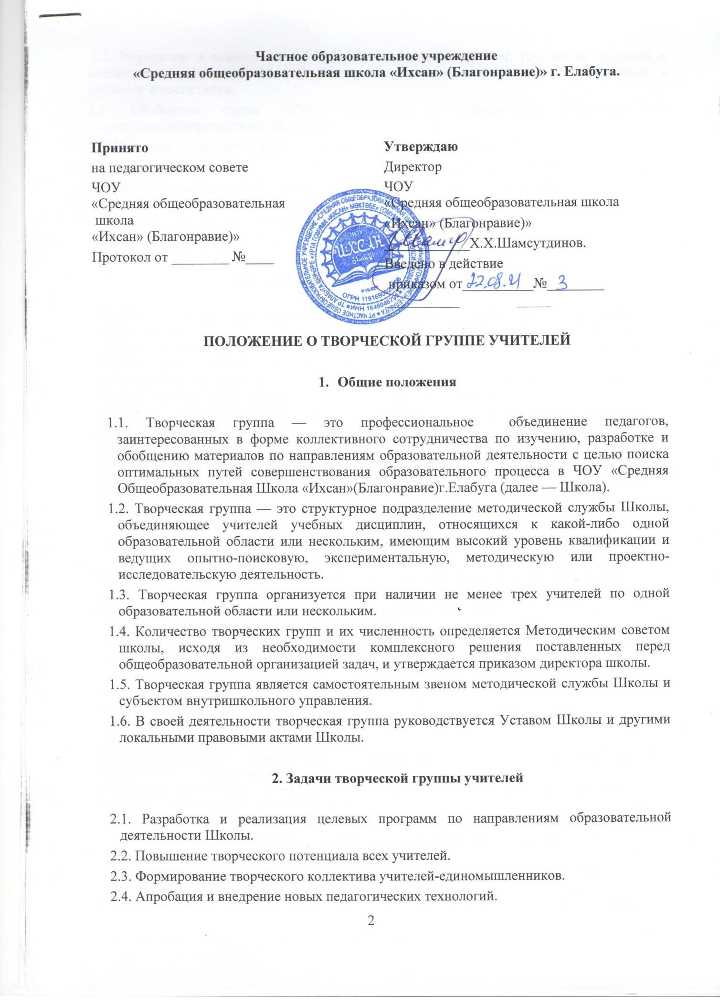 Частное образовательное учреждение
«Средняя общеобразовательная школа «Ихсан» (Благонравие)» г. Елабуга.
Принято
на педагогическом совете
ЧОУ
«Средняя общеобразовательная
школа
«Ихсан» (Благонравие)»
Протокол от ________ №____
Утверждаю
Директор
ЧОУ
«Средняя общеобразовательная школа
«Ихсан» (Благонравие)»
____________Х.Х.Шамсутдинов.
Введено в действие
приказом от 22.08.21 № 3
ИХСАН
ПОЛОЖЕНИЕ О ТВОРЧЕСКОЙ ГРУППЕ УЧИТЕЛЕЙ
1. Общие положения
1.1. Творческая группа — это профессиональное объединение педагогов,
заинтересованных в форме коллективного сотрудничества по изучению, разработке и
обобщению материалов по направлениям образовательной деятельности с целью поиска
оптимальных путей совершенствования образовательного процесса в ЧОУ «Средняя
Общеобразовательная Школа «Ихсан»(Благонравие)г.Елабуга (далее — Школа).
1.2. Творческая группа — это структурное подразделение методической службы Школы,
объединяющее учителей учебных дисциплин, относящихся к какой-либо одной
образовательной области или нескольким, имеющим высокий уровень квалификации и
ведущих опытно-поисковую, экспериментальную, методическую или проектно-
исследовательскую деятельность.
1.3. Творческая группа организуется при наличии не менее трех учителей по одной
образовательной области или нескольким.
1.4. Количество творческих групп и их численность определяется Методическим советом
школы, исходя из необходимости комплексного решения поставленных перед
общеобразовательной организацией задач, и утверждается приказом директора школы.
1.5. Творческая группа является самостоятельным звеном методической службы Школы и
субъектом внутришкольного управления.
1.6. В своей деятельности творческая группа руководствуется Уставом Школы и другими
локальными правовыми актами Школы.
2. Задачи творческой группы учителей
2.1. Разработка и реализация целевых программ по направлениям образовательной
деятельности Школы.
2.2. Повышение творческого потенциала всех учителей.
2.3. Формирование творческого коллектива учителей-единомышленников.
2.4. Апробация и внедрение новых педагогических технологий.
2